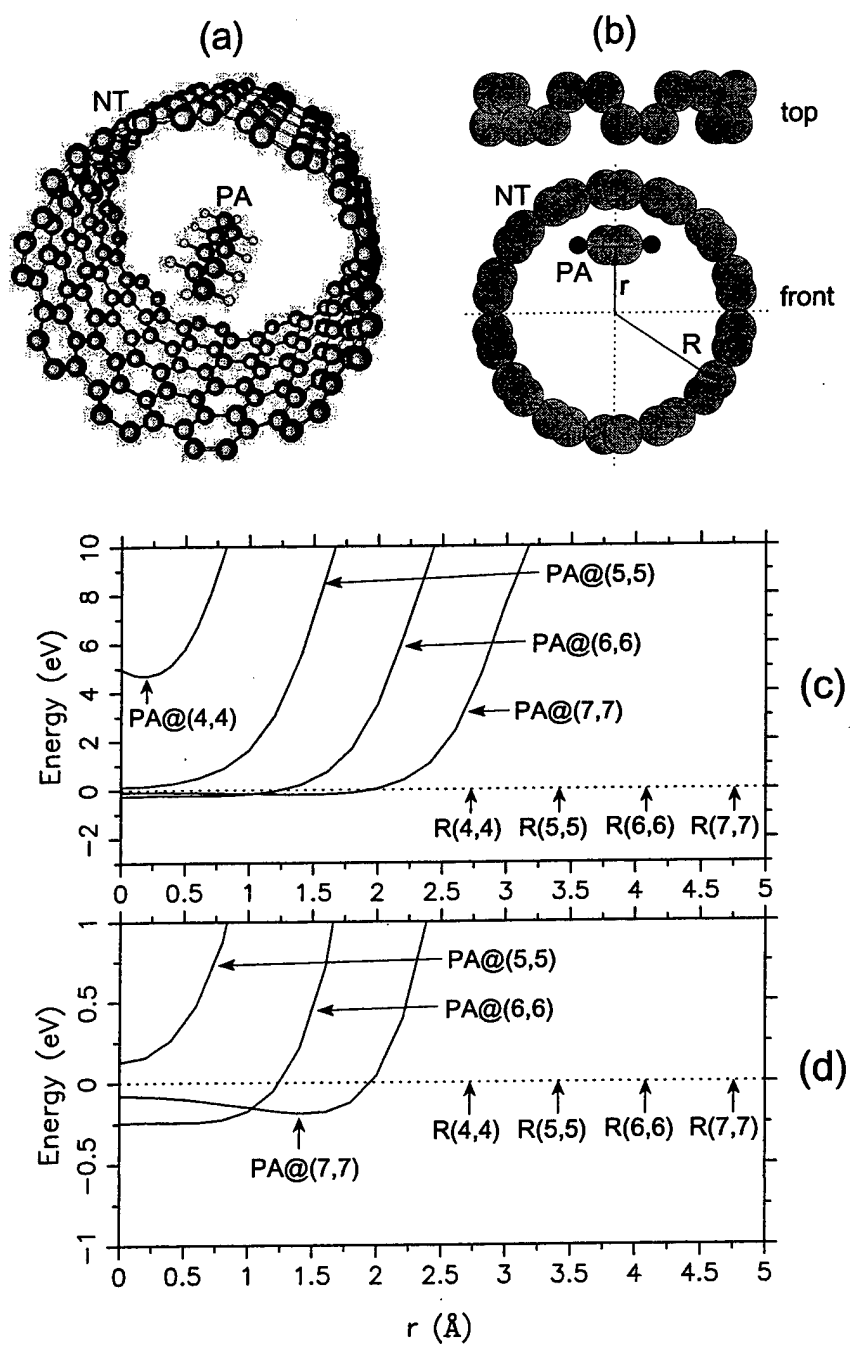 (a)
(b)
NT
PA
top
NT
PA
r
R
front
10
8
6
4
2
0
−2
Energy (eV)
PA@(5,5)
PA@(6,6)
PA@(4,4)
PA@(7,7)
(c)
R(4,4) R(5,5) R(6,6) R(7,7)
0 0.5 1 1.5 2 2.5 3 3.5 4 4.5 5
1
0.5
0
−0.5
−1
Energy (eV)
PA@(5,5)
PA@(6,6)
(d)
R(4,4) R(5,5) R(6,6) R(7,7)
PA@(7,7)
0 0.5 1 1.5 2 2.5 3 3.5 4 4.5 5
r (Å)